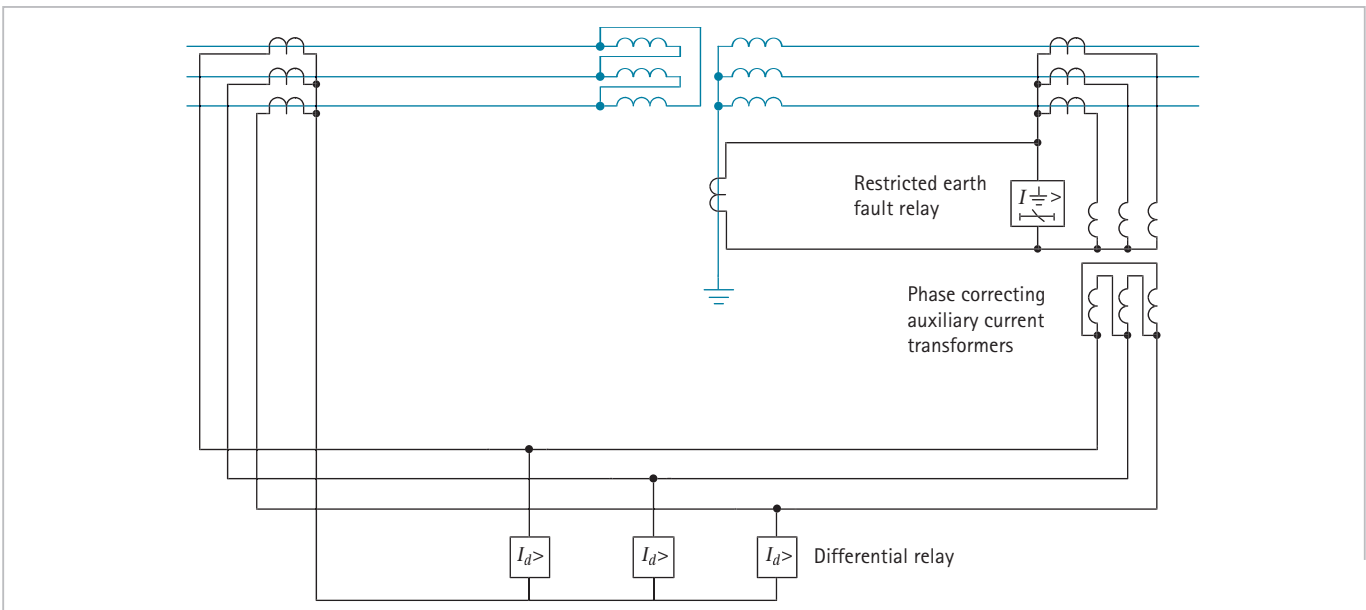 Restricted earth
fault relay
I >
Phase correcting
auxiliary current
transformers
Id>
Id>
Id>
Differential relay